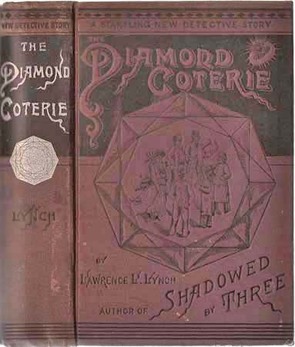 NEW DETECTIVE STORY
THE
DIAMOND
COTERIE
LYNCH
A STARTLING NEW DETECTIVE STORY
THE
DIAMOND
COTERIE
BY
LAWRENCE L. LYNCH
AUTHOR OF SHADOWED
BY THREE